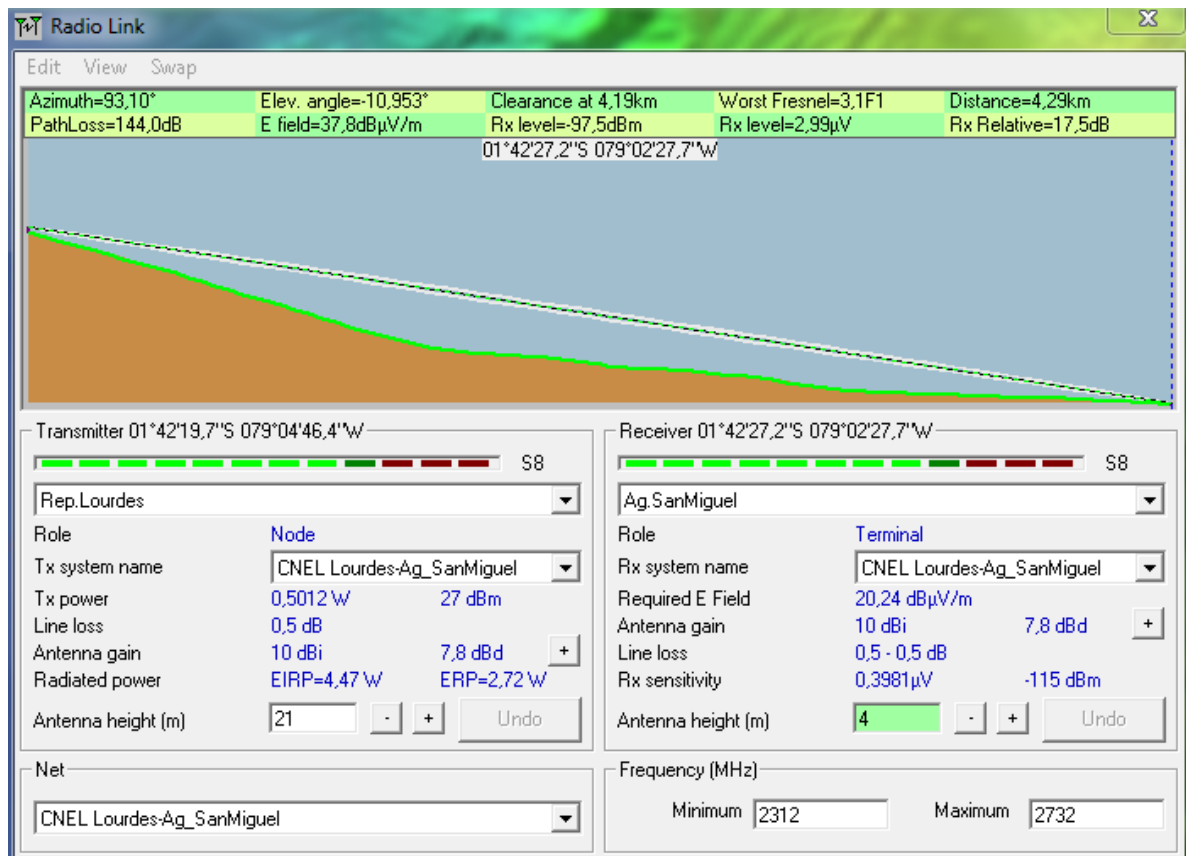 Radio Link
Edit View Swap
Azimuth=93,10° Elev. angle=-10,953° Clearance at 4,19km Worst Fresnel=3,1F1 Distance=4,29km
PathLoss=144,0dB E field=37,8dBµV/m Rx level=-97,5dBm Rx level=2,99µV Rx Relative=17,5dB
01°42'27,2"S 079°02'27,7"W
Transmitter 01°42'19,7"S 079°04'46,4"W
S8
Rep.Lourdes
Role Node
Tx system name CNEL Lourdes-Ag_SanMiguel
Tx power 0,5012 W 27 dBm
Line loss 0,5 dB
Antenna gain 10 dBi 7,8 dBd +
Radiated power EIRP=4,47 W ERP=2,72 W
Antenna height (m) 21 - + Undo
Net
CNEL Lourdes-Ag_SanMiguel
Receiver 01°42'27,2"S 079°02'27,7"W
S8
Ag.SanMiguel
Role Terminal
Rx system name CNEL Lourdes-Ag_SanMiguel
Required E Field 20,24 dBµV/m
Antenna gain 10 dBi 7,8 dBd +
Line loss 0,5 - 0,5 dB
Rx sensitivity 0,3981µV -115 dBm
Antenna height (m) 4 - + Undo
Frequency (MHz)
Minimum 2312 Maximum 2732